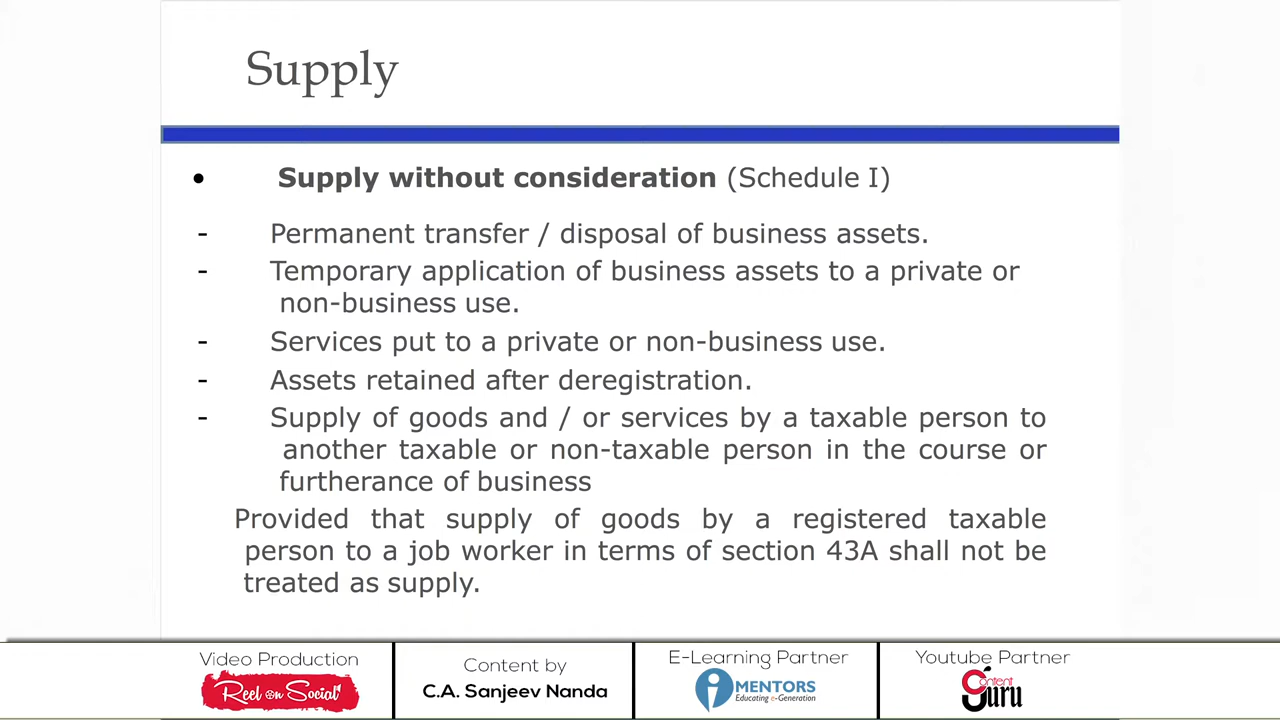 Supply
• Supply without consideration (Schedule I)
- Permanent transfer / disposal of business assets.
- Temporary application of business assets to a private or
non-business use.
- Services put to a private or non-business use.
- Assets retained after deregistration.
- Supply of goods and / or services by a taxable person to
another taxable or non-taxable person in the course or
furtherance of business
Provided that supply of goods by a registered taxable
person to a job worker in terms of section 43A shall not be
treated as supply.
Video Production
Reel on Social
Content by
C.A. Sanjeev Nanda
E-Learning Partner
iMENTORS
Educating e-Generation
Youtube Partner
Content
Guru